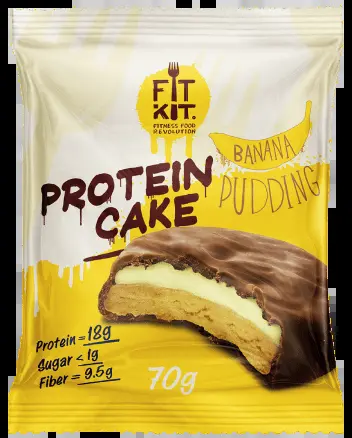 FIT
KIT.
FITNESS FOOD
REVOLUTION
BANANA
PUDDING
PROTEIN
CAKE
Protein = 18g
Sugar < 1g
Fiber = 9.5g
70g